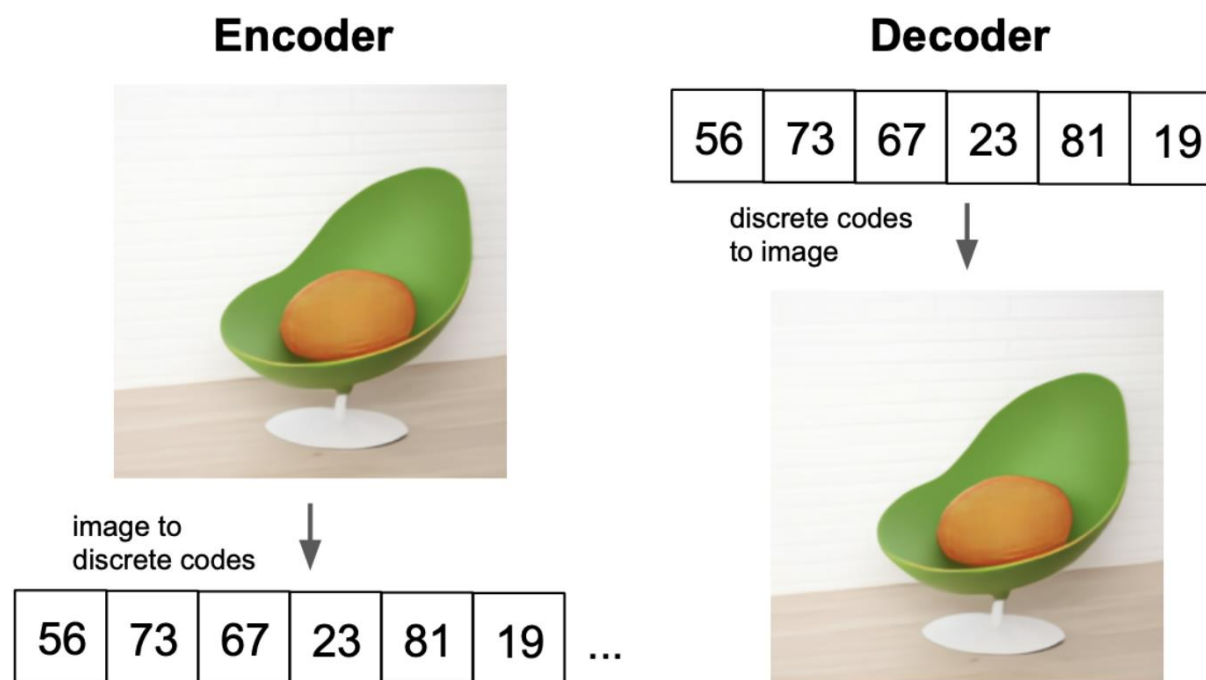 Encoder
image to
discrete codes
56 73 67 23 81 19 ...
Decoder
56 73 67 23 81 19
discrete codes
to image